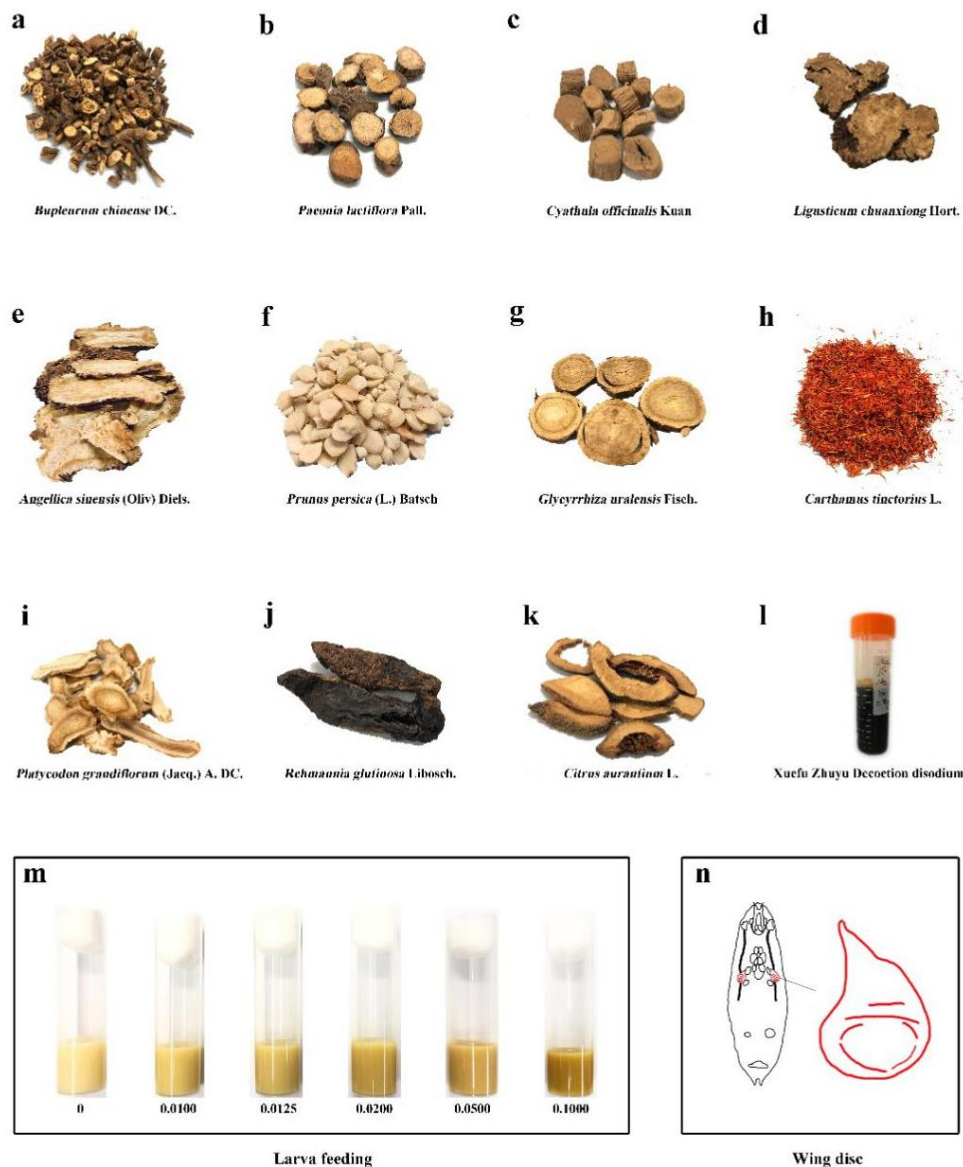 a
b
c
d
Bupleurum chinense DC.
Paeonia lactiflora Pall.
Cyathula officinalis Kuan
Ligusticum chuanxiong Hort.
e
f
g
h
Angellica sinensis (Oliv) Diels.
Prunus persica (L.) Batsch
Glycyrrhiza uralensis Fisch.
Carthamus tinctorius L.
i
j
k
l
Platycodon grandiflorum (Jacq.) A. DC.
Rehmannia glutinosa Libosch.
Citrus aurantium L.
Xuefu Zhuyu Decoction disodium
m
n
0
0.0100
0.0125
0.0200
0.0500
0.1000
Larva feeding
Wing disc